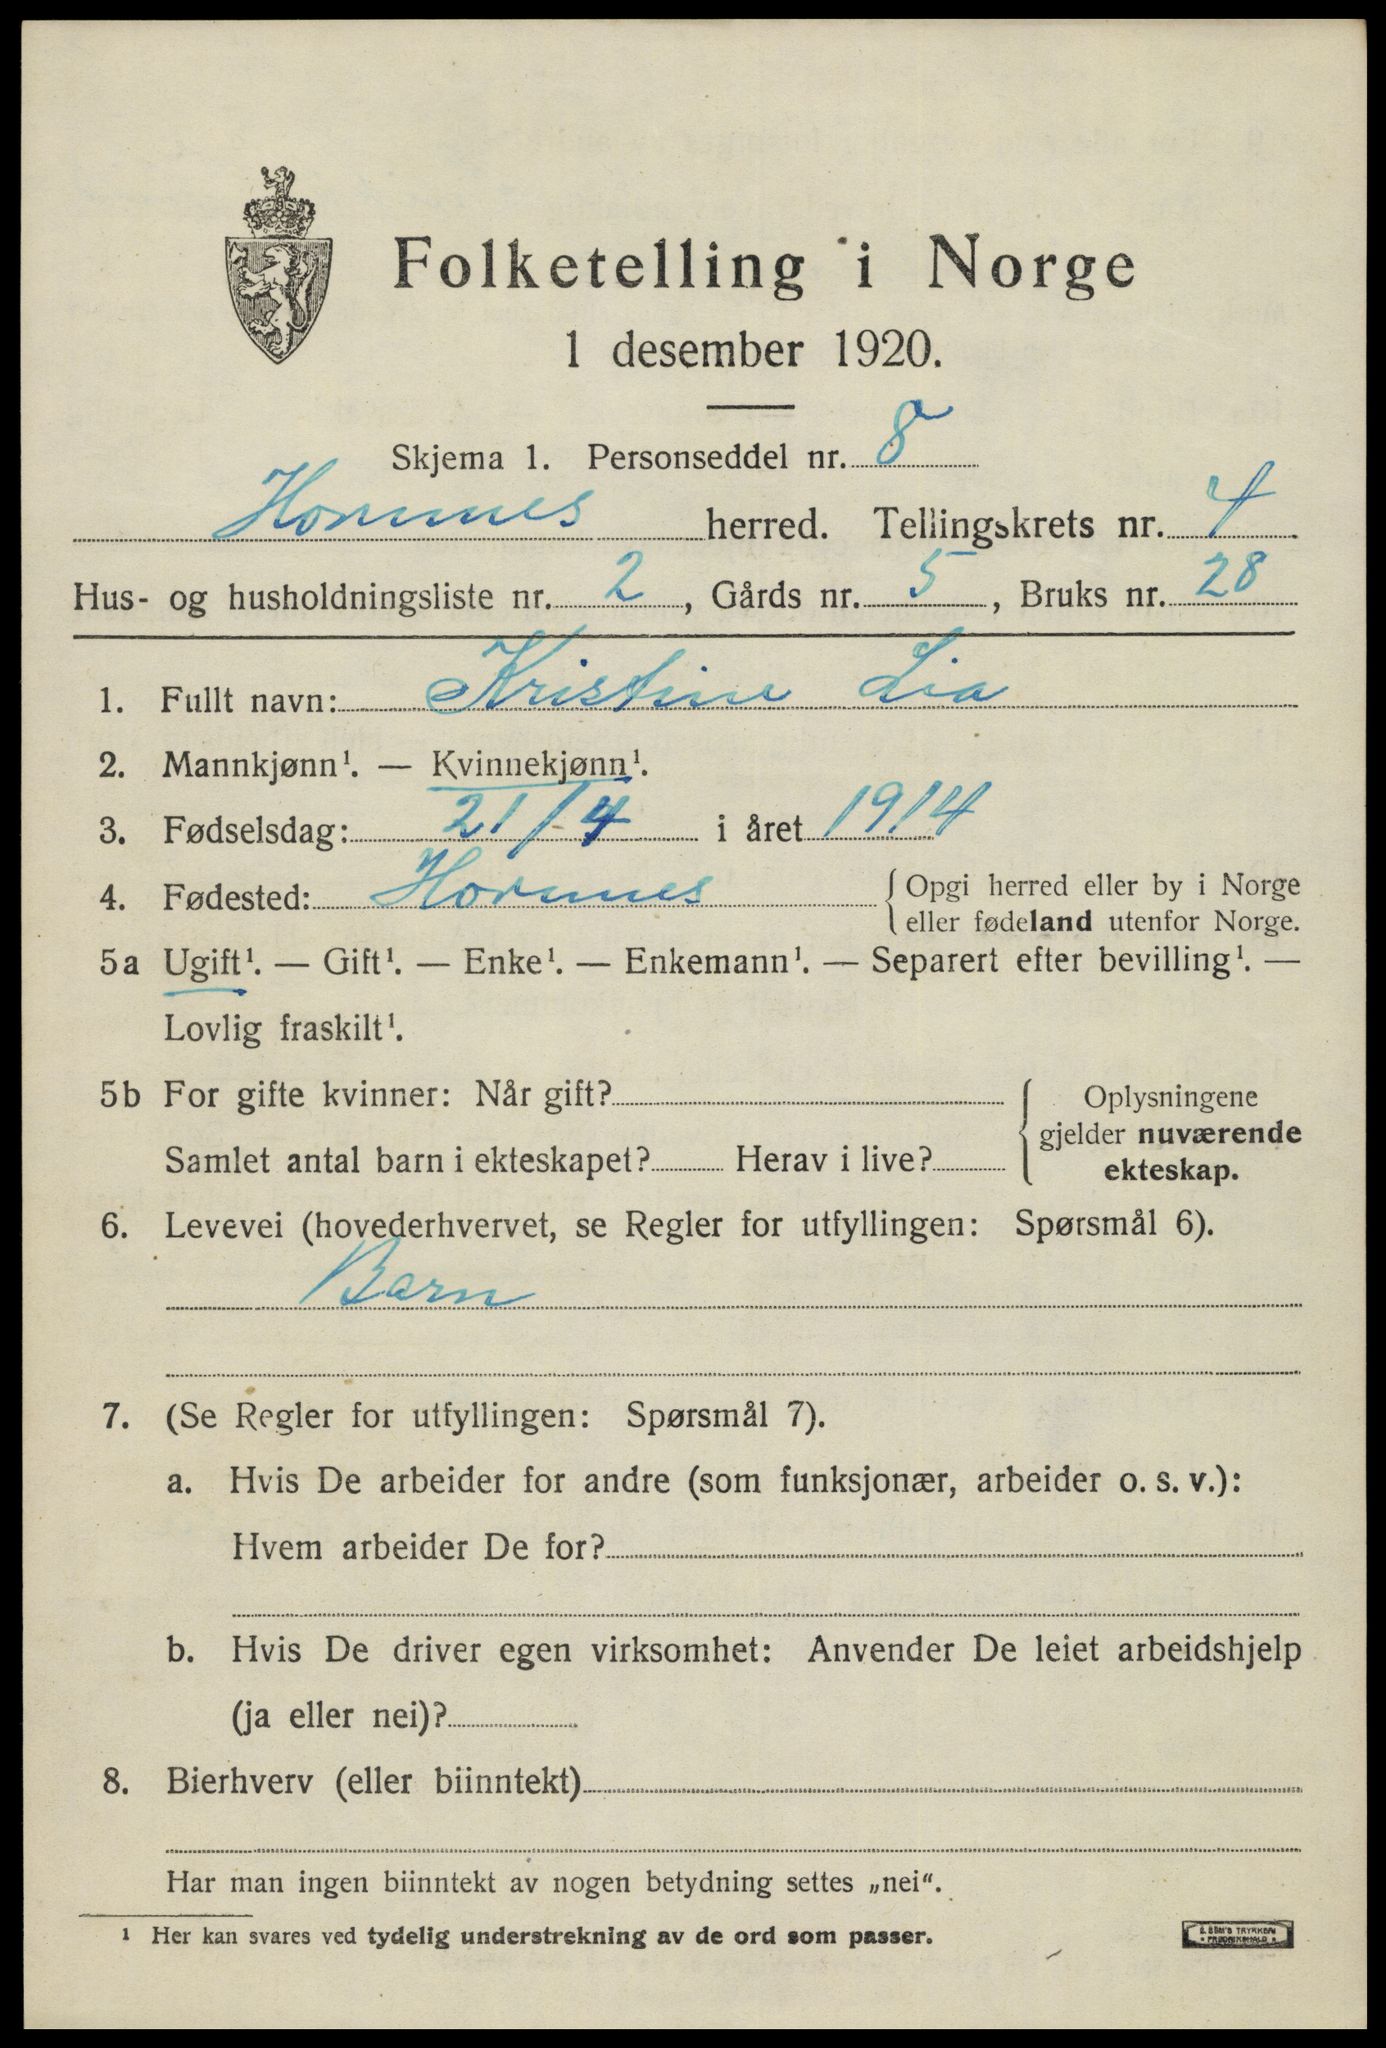 Folketelling i Norge
1 desember 1920.
Skjema 1. Personseddel nr. 8
Hornnes herred. Tellingskrets nr. 4
Hus- og husholdningsliste nr. 2, Gårds nr. 5, Bruks nr. 28
1. Fullt navn: Kristine Lia
2. Mannkjønn¹. — Kvinnekjønn¹.
3. Fødselsdag: 21/4 i året 1914
4. Fødested: Hornnes {Opgi herred eller by i Norge
eller fødeland utenfor Norge.
5a Ugift¹. — Gift¹. — Enke¹. — Enkemann¹. — Separert efter bevilling¹. —
Lovlig fraskilt¹.
5b For gifte kvinner: Når gift?
Samlet antal barn i ekteskapet? Herav i live?
{Oplysningene
gjelder nuværende
ekteskap.
6. Levevei (hovederhvervet, se Regler for utfyllingen: Spørsmål 6).
Barn
7. (Se Regler for utfyllingen: Spørsmål 7).
a. Hvis De arbeider for andre (som funksjonær, arbeider o. s. v.):
Hvem arbeider De for?
b. Hvis De driver egen virksomhet: Anvender De leiet arbeidshjelp
(ja eller nei)?
8. Bierhverv (eller biinntekt)
Har man ingen biinntekt av nogen betydning settes „nei“.
¹ Her kan svares ved tydelig understrekning av de ord som passer.